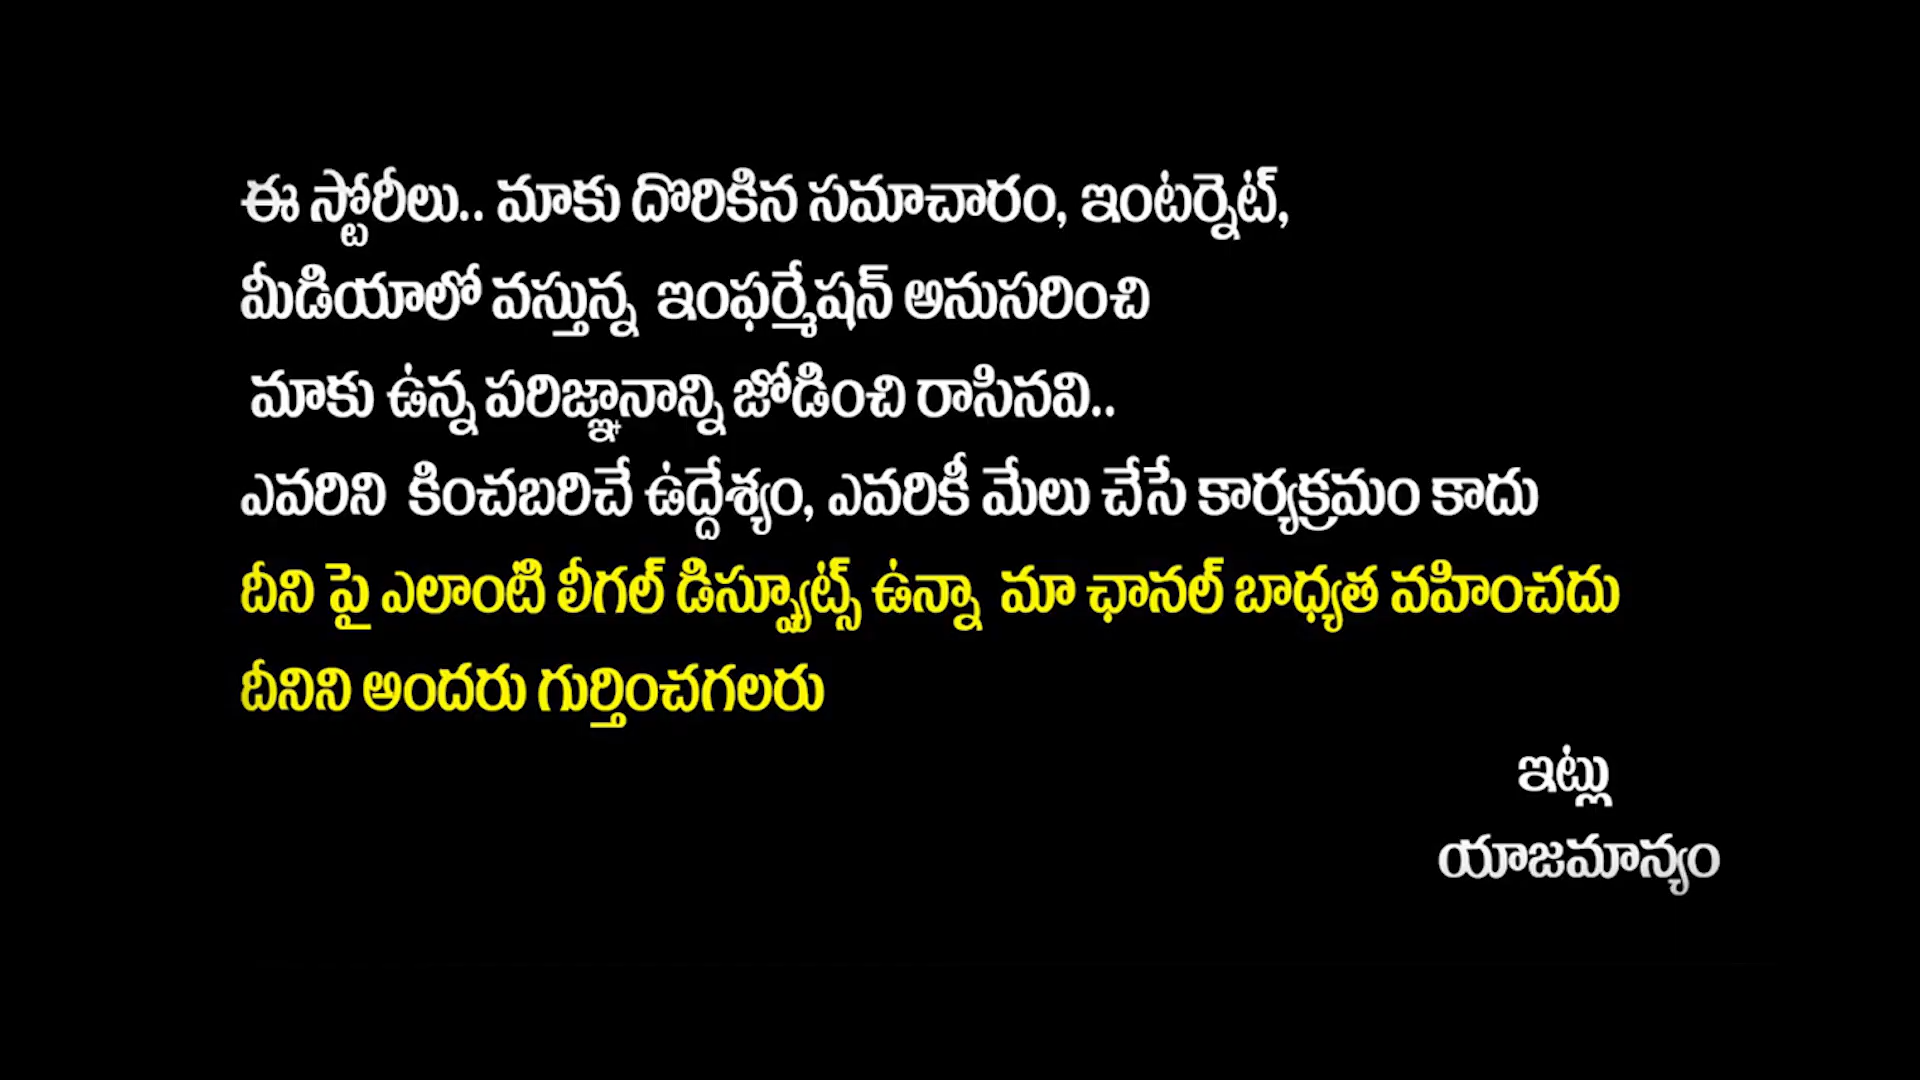 ఈ స్టోరీలు.. మాకు దొరికిన సమాచారం, ఇంటర్నెట్,
మీడియాలో వస్తున్న ఇంఫర్మేషన్ అనుసరించి
మాకు ఉన్న పరిజ్ఞానాన్ని జోడించి రాసినవి..
ఎవరిని కించబరిచే ఉద్దేశ్యం, ఎవరికీ మేలు చేసే కార్యక్రమం కాదు
దీని పై ఎలాంటి లీగల్ డిస్ప్యూట్స్ ఉన్నా మా ఛానల్ బాధ్యత వహించదు
దీనిని అందరు గుర్తించగలరు
ఇట్లు
యాజమాన్యం